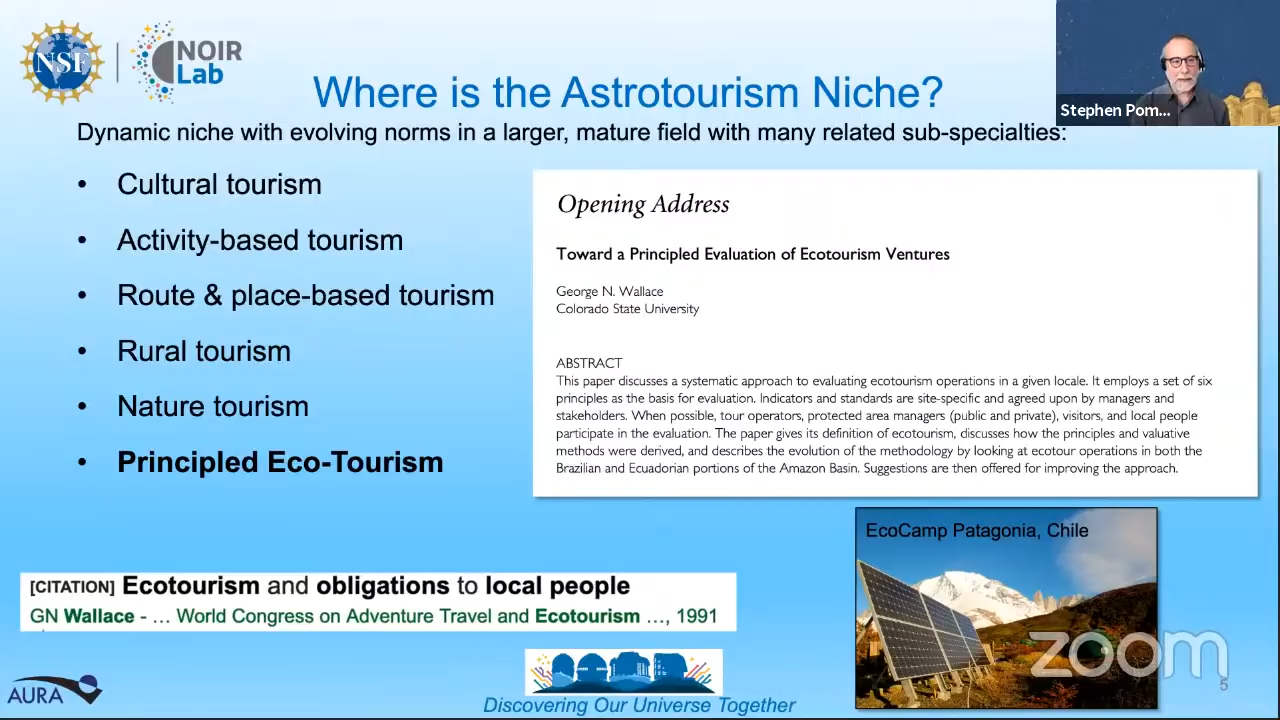 NSF
NOIR
Lab
Where is the Astrotourism Niche?
Stephen Pom...
Dynamic niche with evolving norms in a larger, mature field with many related sub-specialties:
• Cultural tourism
• Activity-based tourism
• Route & place-based tourism
• Rural tourism
• Nature tourism
• Principled Eco-Tourism
Opening Address
Toward a Principled Evaluation of Ecotourism Ventures
George N. Wallace
Colorado State University
ABSTRACT
This paper discusses a systematic approach to evaluating ecotourism operations in a given locale. It employs a set of six
principles as the basis for evaluation. Indicators and standards are site-specific and agreed upon by managers and
stakeholders. When possible, tour operators, protected area managers (public and private), visitors, and local people
participate in the evaluation. The paper gives its definition of ecotourism, discusses how the principles and valuative
methods were derived, and describes the evolution of the methodology by looking at ecotour operations in both the
Brazilian and Ecuadorian portions of the Amazon Basin. Suggestions are then offered for improving the approach.
[CITATION] Ecotourism and obligations to local people
GN Wallace - … World Congress on Adventure Travel and Ecotourism …, 1991
EcoCamp Patagonia, Chile
zoom
5
AURA
Discovering Our Universe Together